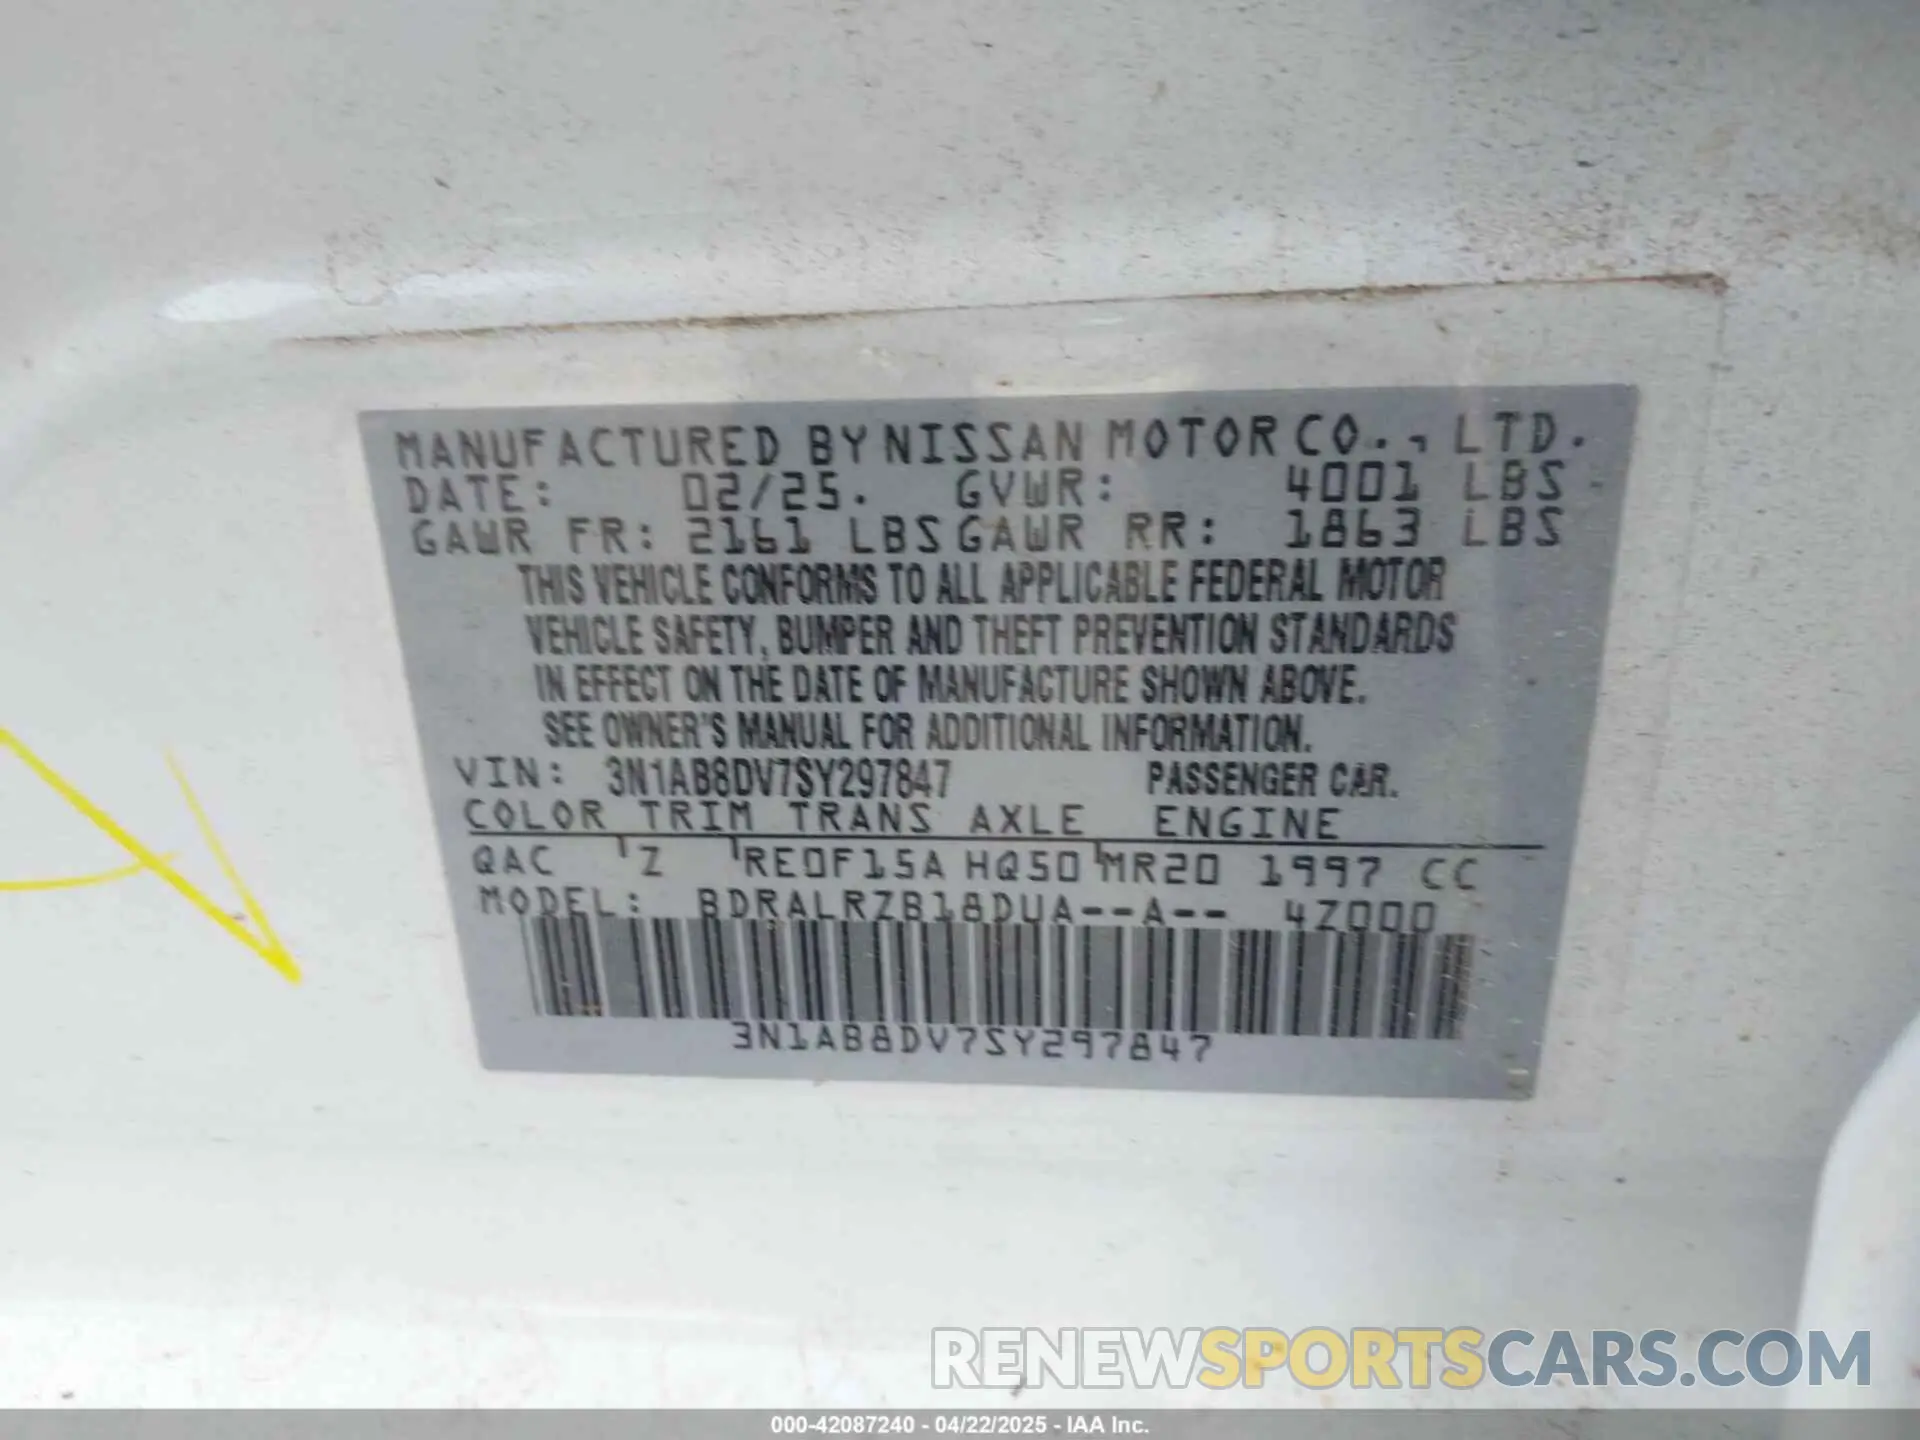 MANUFACTURED BY NISSAN MOTOR CO., LTD.
DATE: 02/25. GVWR: 4001 LBS
GAWR FR: 2161 LBS GAWR RR: 1863 LBS
THIS VEHICLE CONFORMS TO ALL APPLICABLE FEDERAL MOTOR
VEHICLE SAFETY, BUMPER AND THEFT PREVENTION STANDARDS
IN EFFECT ON THE DATE OF MANUFACTURE SHOWN ABOVE.
SEE OWNER'S MANUAL FOR ADDITIONAL INFORMATION.
VIN: 3N1AB8DV7SY297847 PASSENGER CAR.
COLOR TRIM TRANS AXLE ENGINE
QAC Z RE0F15A HQ50 MR20 1997 CC
MODEL: BDRALRZB18DUA--A-- 4Z000
3N1AB8DV7SY297847
RENEWSPORTSCARS.COM
000-42087240 - 04/22/2025 - IAA Inc.